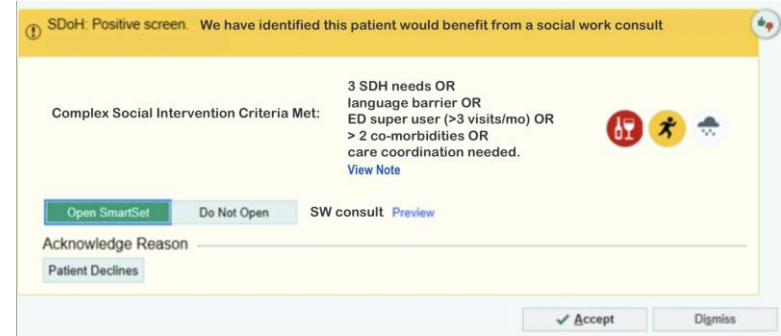 SDoH: Positive screen. We have identified this patient would benefit from a social work consult
3 SDH needs OR
language barrier OR
Complex Social Intervention Criteria Met:
ED super user (>3 visits/mo) OR
> 2 co-morbidities OR
care coordination needed.
View Note
Open SmartSet Do Not Open SW consult Preview
Acknowledge Reason
Patient Declines
Accept Dismiss